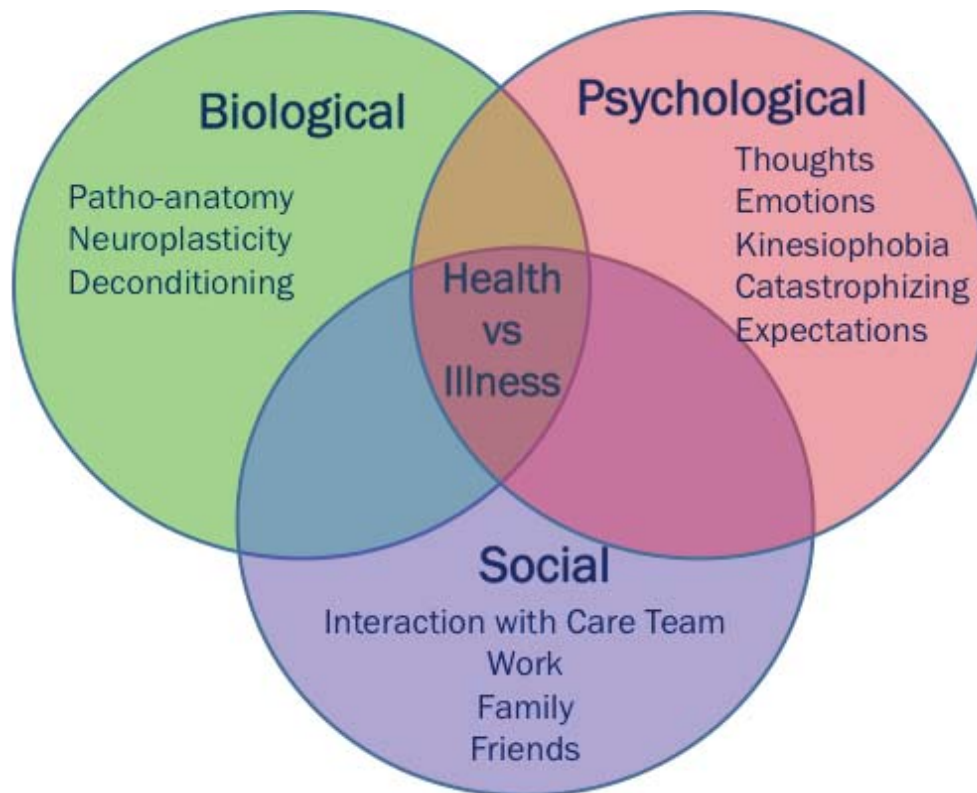 Biological
Patho-anatomy
Neuroplasticity
Deconditioning
Psychological
Thoughts
Emotions
Kinesiophobia
Catastrophizing
Expectations
Health
vs
Illness
Social
Interaction with Care Team
Work
Family
Friends